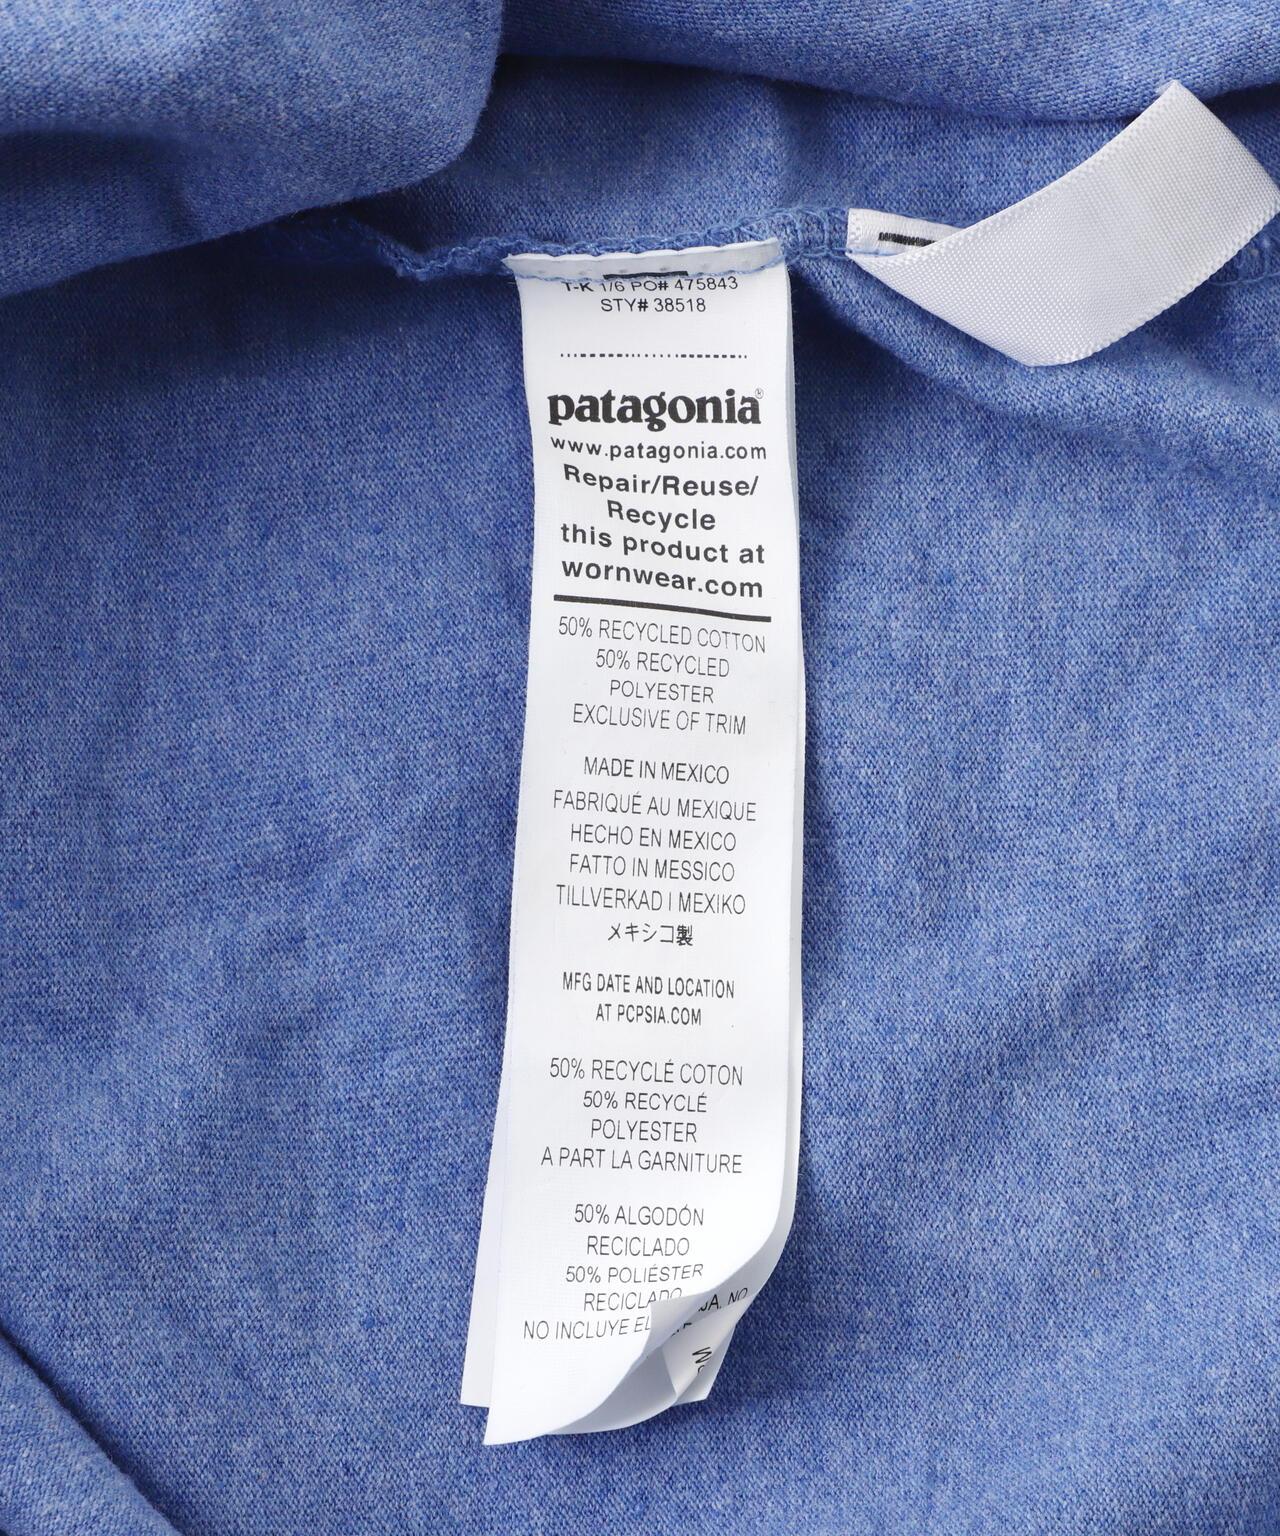 T-K 1/6 PO# 475843
STY# 38518
patagonia®
www.patagonia.com
Repair/Reuse/
Recycle
this product at
wornwear.com
50% RECYCLED COTTON
50% RECYCLED
POLYESTER
EXCLUSIVE OF TRIM
MADE IN MEXICO
FABRIQUÉ AU MEXIQUE
HECHO EN MEXICO
FATTO IN MESSICO
TILLVERKAD I MEXIKO
メキシコ製
MFG DATE AND LOCATION
AT PCPSIA.COM
50% RECYCLÉ COTON
50% RECYCLÉ
POLYESTER
A PART LA GARNITURE
50% ALGODÓN
RECICLADO
50% POLIÉSTER
RECICLADO
NO INCLUYE EL
NO